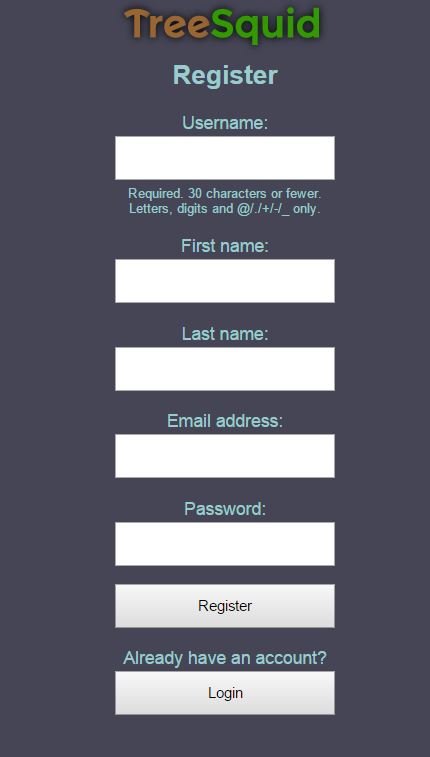 TreeSquid
Register
Username:
Required. 30 characters or fewer.
Letters, digits and @/./+/-/_ only.
First name:
Last name:
Email address:
Password:
Register
Already have an account?
Login